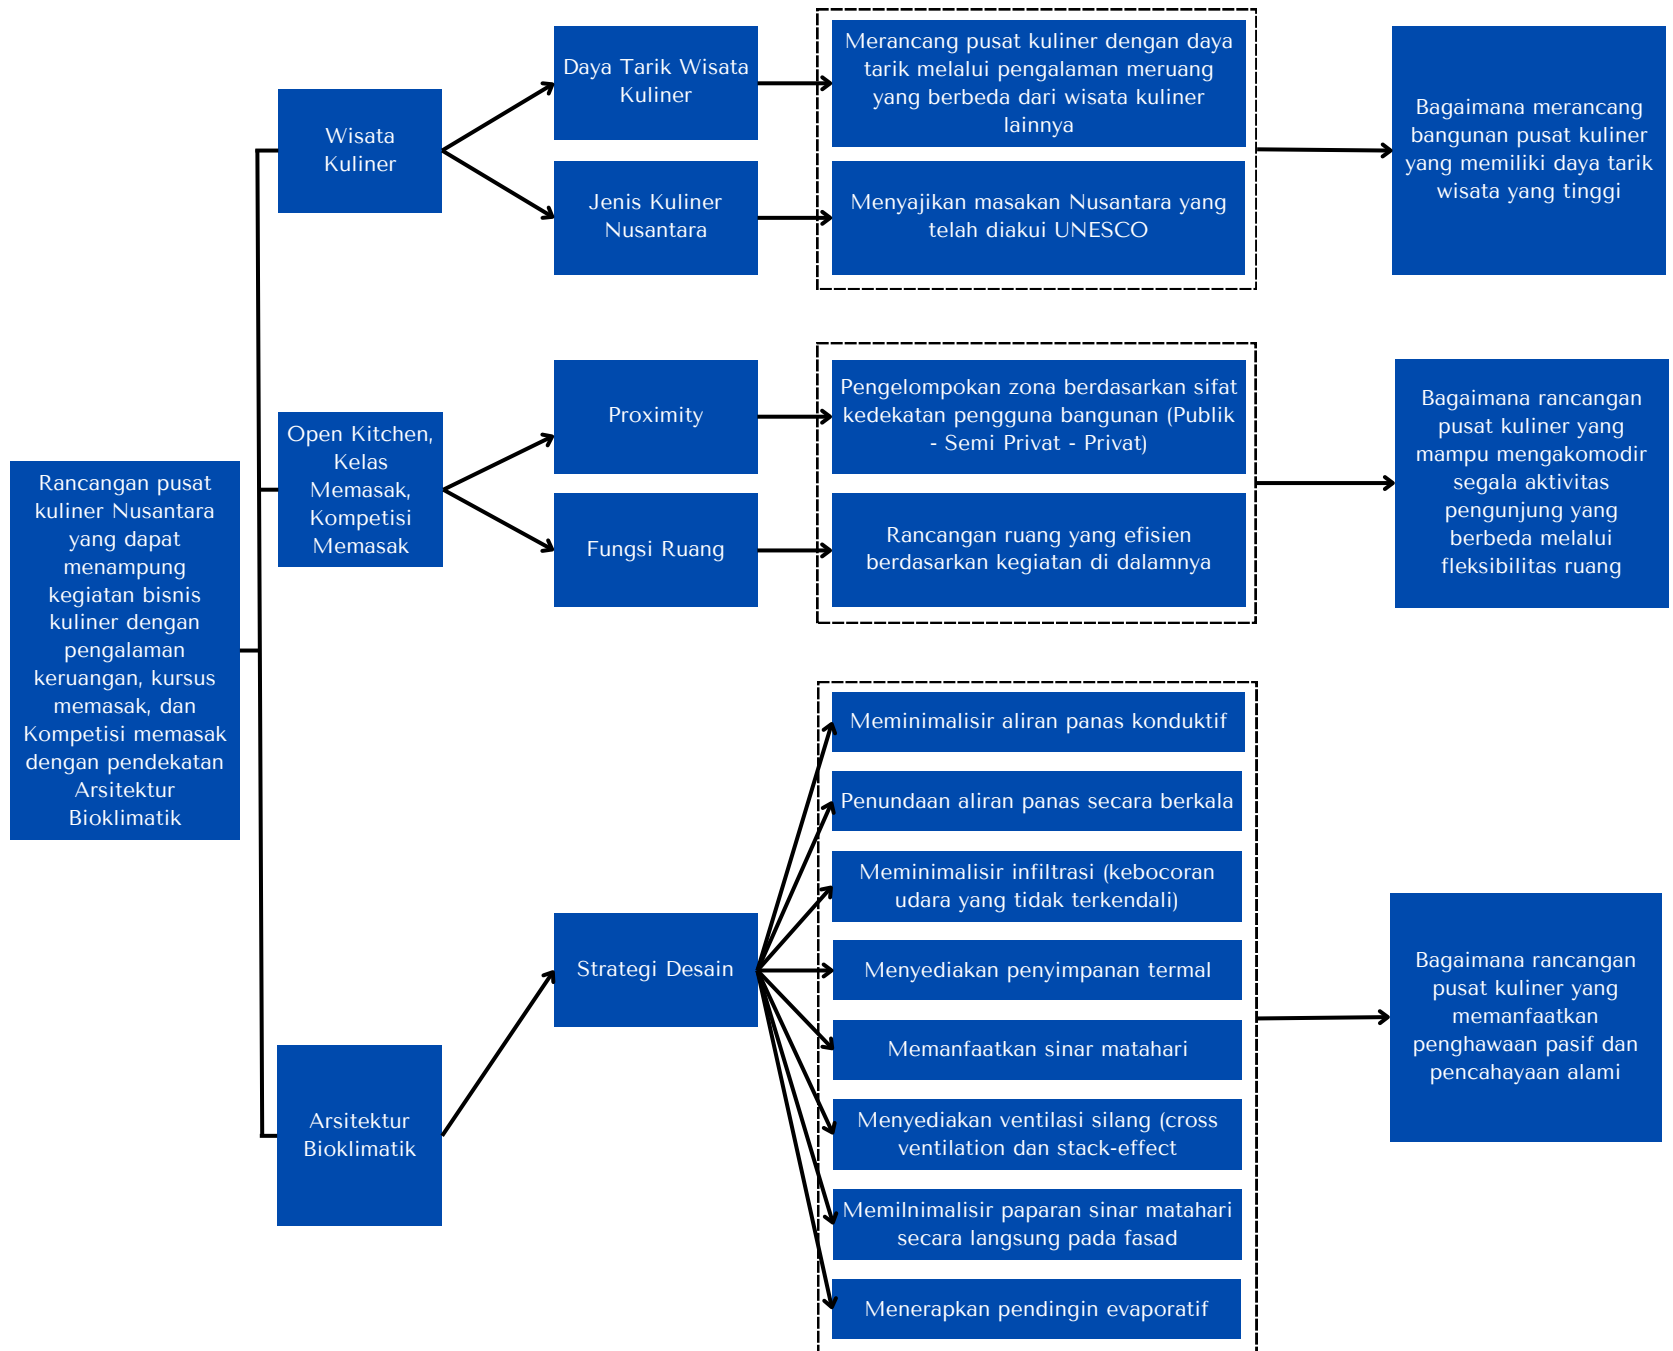 Rancangan pusat
kuliner Nusantara
yang dapat
menampung
kegiatan bisnis
kuliner dengan
pengalaman
keruangan, kursus
memasak, dan
Kompetisi memasak
dengan pendekatan
Arsitektur
Bioklimatik
Wisata
Kuliner
Daya Tarik Wisata
Kuliner
Merancang pusat kuliner dengan daya
tarik melalui pengalaman meruang
yang berbeda dari wisata kuliner
lainnya
Jenis Kuliner
Nusantara
Menyajikan masakan Nusantara yang
telah diakui UNESCO
Bagaimana merancang
bangunan pusat kuliner
yang memiliki daya tarik
wisata yang tinggi
Open Kitchen,
Kelas
Memasak,
Kompetisi
Memasak
Proximity
Pengelompokan zona berdasarkan sifat
kedekatan pengguna bangunan (Publik
- Semi Privat - Privat)
Fungsi Ruang
Rancangan ruang yang efisien
berdasarkan kegiatan di dalamnya
Bagaimana rancangan
pusat kuliner yang
mampu mengakomodir
segala aktivitas
pengunjung yang
berbeda melalui
fleksibilitas ruang
Arsitektur
Bioklimatik
Strategi Desain
Meminimalisir aliran panas konduktif
Penundaan aliran panas secara berkala
Meminimalisir infiltrasi (kebocoran
udara yang tidak terkendali)
Menyediakan penyimpanan termal
Memanfaatkan sinar matahari
Menyediakan ventilasi silang (cross
ventilation dan stack-effect
Memilnimalisir paparan sinar matahari
secara langsung pada fasad
Menerapkan pendingin evaporatif
Bagaimana rancangan
pusat kuliner yang
memanfaatkan
penghawaan pasif dan
pencahayaan alami